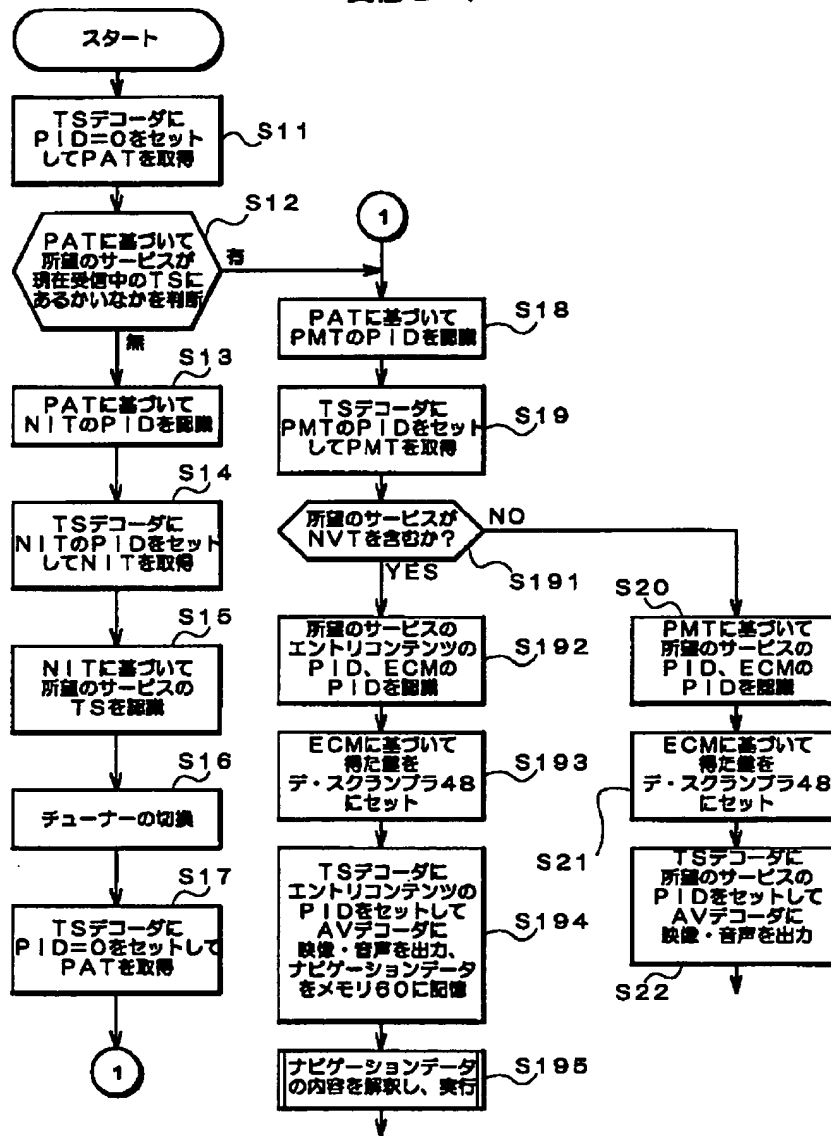 スタート
TSデコーダに
PID=0をセット
してPATを取得
S11
S12
PATに基づいて
所望のサービスが
現在受信中のTSに
あるかいなかを判断
有
無
S13
PATに基づいて
NITのPIDを認識
S14
TSデコーダに
NITのPIDをセット
してNITを取得
S15
NITに基づいて
所望のサービスの
TSを認識
S16
チューナーの切換
S17
TSデコーダに
PID=0をセットして
PATを取得
1
1
PATに基づいて
PMTのPIDを認識
S18
TSデコーダに
PMTのPIDをセット
してPMTを取得
S19
所望のサービスが
NVTを含むか?
NO
YES
S191
所望のサービスの
エントリコンテンツの
PID、ECMの
PIDを認識
S192
ECMに基づいて
得た鍵を
デ・スクランブラ48
にセット
S193
TSデコーダに
エントリコンテンツの
PIDをセットして
AVデコーダに
映像・音声を出力、
ナビゲーションデータ
をメモリ60に記憶
S194
ナビゲーションデータ
の内容を解釈し、実行
S195
S20
PMTに基づいて
所望のサービスの
PID、ECMの
PIDを認識
ECMに基づいて
得た鍵を
デ・スクランブラ48
にセット
S21
TSデコーダに
所望のサービスの
PIDをセットして
AVデコーダに
映像・音声を出力
S22